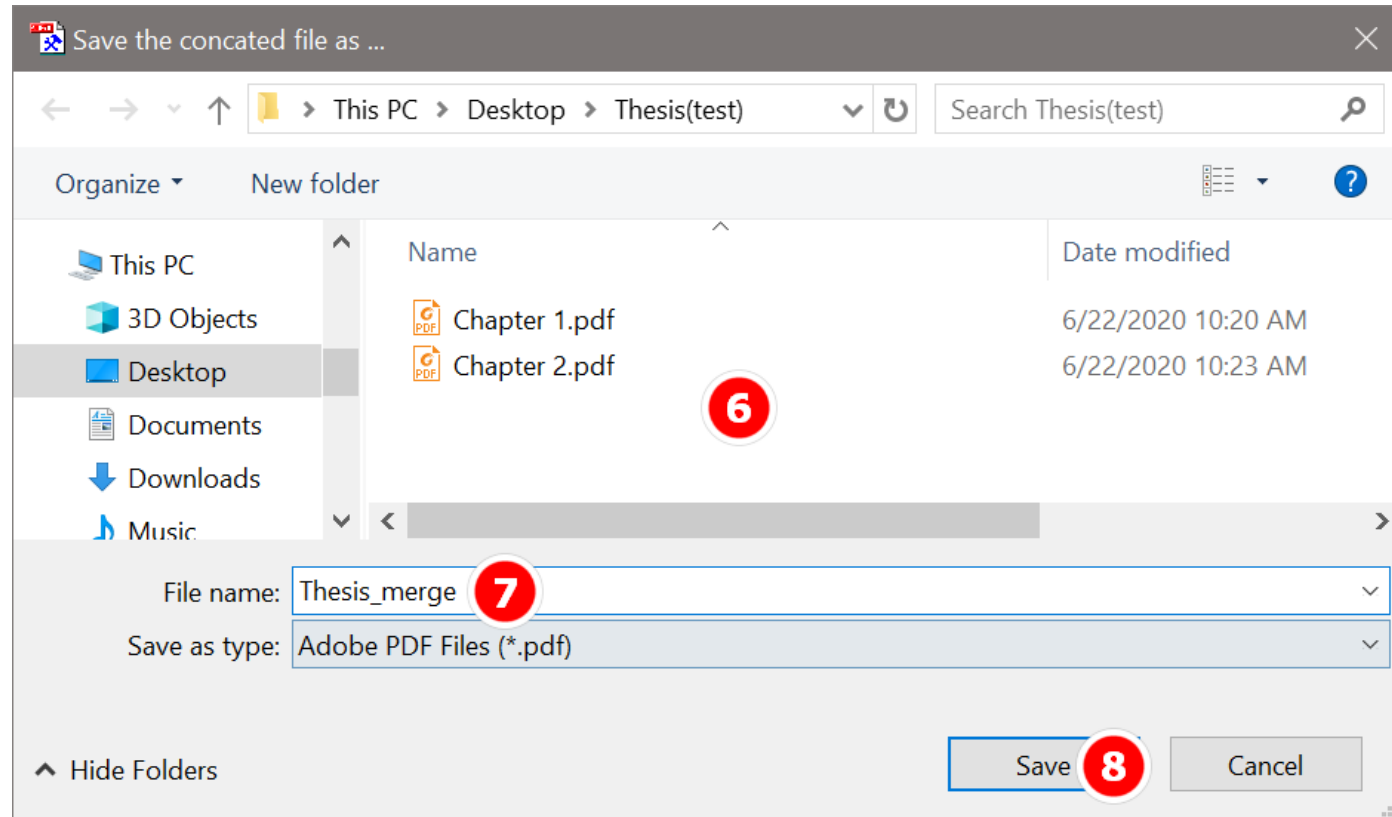 Save the concated file as ...
This PC > Desktop > Thesis(test)
Search Thesis(test)
Organize
New folder
?
This PC
3D Objects
Desktop
Documents
Downloads
Music
Name
Date modified
PDF Chapter 1.pdf 6/22/2020 10:20 AM
PDF Chapter 2.pdf 6/22/2020 10:23 AM
6
File name: Thesis_merge 7
Save as type: Adobe PDF Files (*.pdf)
Hide Folders
Save 8
Cancel